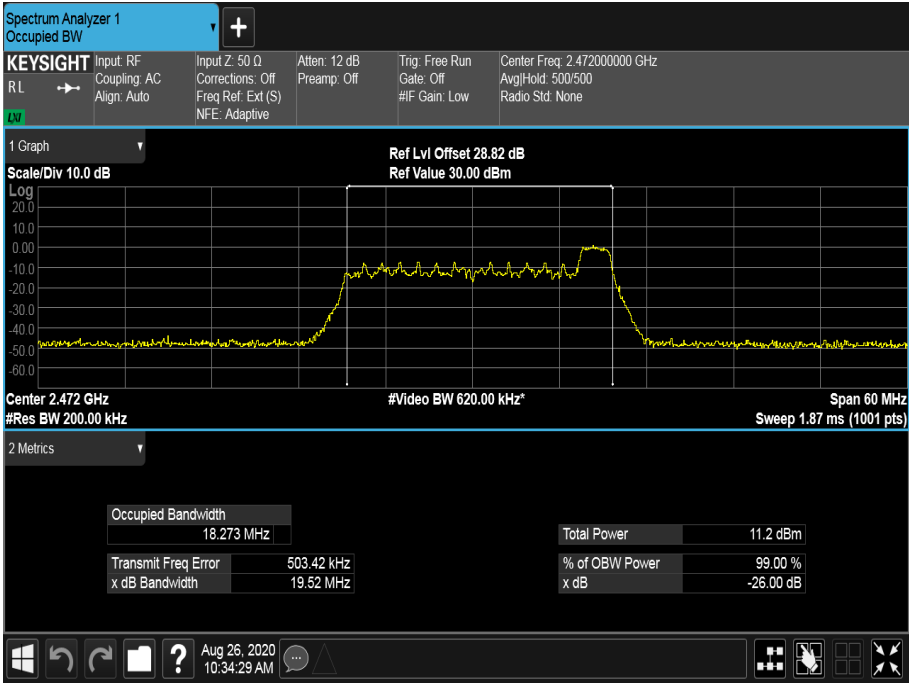 Spectrum Analyzer 1
Occupied BW
+
KEYSIGHT
R L
LXI
Input: RF
Coupling: AC
Align: Auto
Input Z: 50 Ω
Corrections: Off
Freq Ref: Ext (S)
NFE: Adaptive
Atten: 12 dB
Preamp: Off
Trig: Free Run
Gate: Off
#IF Gain: Low
Center Freq: 2.472000000 GHz
Avg|Hold: 500/500
Radio Std: None
1 Graph
Scale/Div 10.0 dB
Ref Lvl Offset 28.82 dB
Ref Value 30.00 dBm
Log
20.0
10.0
0.00
-10.0
-20.0
-30.0
-40.0
-50.0
-60.0
Center 2.472 GHz
#Video BW 620.00 kHz*
Span 60 MHz
#Res BW 200.00 kHz
Sweep 1.87 ms (1001 pts)
2 Metrics
Occupied Bandwidth
18.273 MHz
Total Power 11.2 dBm
Transmit Freq Error 503.42 kHz
% of OBW Power 99.00 %
x dB Bandwidth 19.52 MHz
x dB -26.00 dB
?
Aug 26, 2020
10:34:29 AM